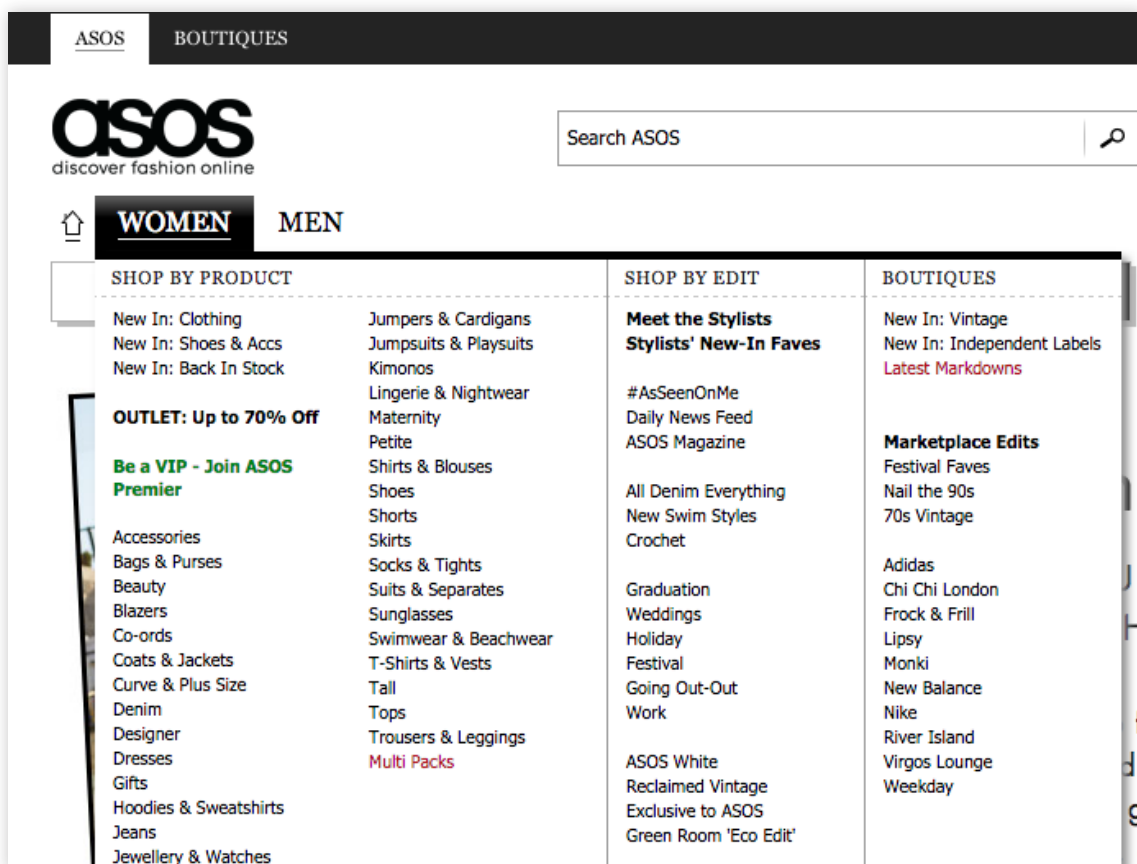 ASOS
BOUTIQUES
asos
discover fashion online
Search ASOS
WOMEN
MEN
SHOP BY PRODUCT
New In: Clothing
New In: Shoes & Accs
New In: Back In Stock
OUTLET: Up to 70% Off
Be a VIP - Join ASOS
Premier
Accessories
Bags & Purses
Beauty
Blazers
Co-ords
Coats & Jackets
Curve & Plus Size
Denim
Designer
Dresses
Gifts
Hoodies & Sweatshirts
Jeans
Jewellery & Watches
Jumpers & Cardigans
Jumpsuits & Playsuits
Kimonos
Lingerie & Nightwear
Maternity
Petite
Shirts & Blouses
Shoes
Shorts
Skirts
Socks & Tights
Suits & Separates
Sunglasses
Swimwear & Beachwear
T-Shirts & Vests
Tall
Tops
Trousers & Leggings
Multi Packs
SHOP BY EDIT
Meet the Stylists
Stylists' New-In Faves
#AsSeenOnMe
Daily News Feed
ASOS Magazine
All Denim Everything
New Swim Styles
Crochet
Graduation
Weddings
Holiday
Festival
Going Out-Out
Work
ASOS White
Reclaimed Vintage
Exclusive to ASOS
Green Room 'Eco Edit'
BOUTIQUES
New In: Vintage
New In: Independent Labels
Latest Markdowns
Marketplace Edits
Festival Faves
Nail the 90s
70s Vintage
Adidas
Chi Chi London
Frock & Frill
Lipsy
Monki
New Balance
Nike
River Island
Virgos Lounge
Weekday